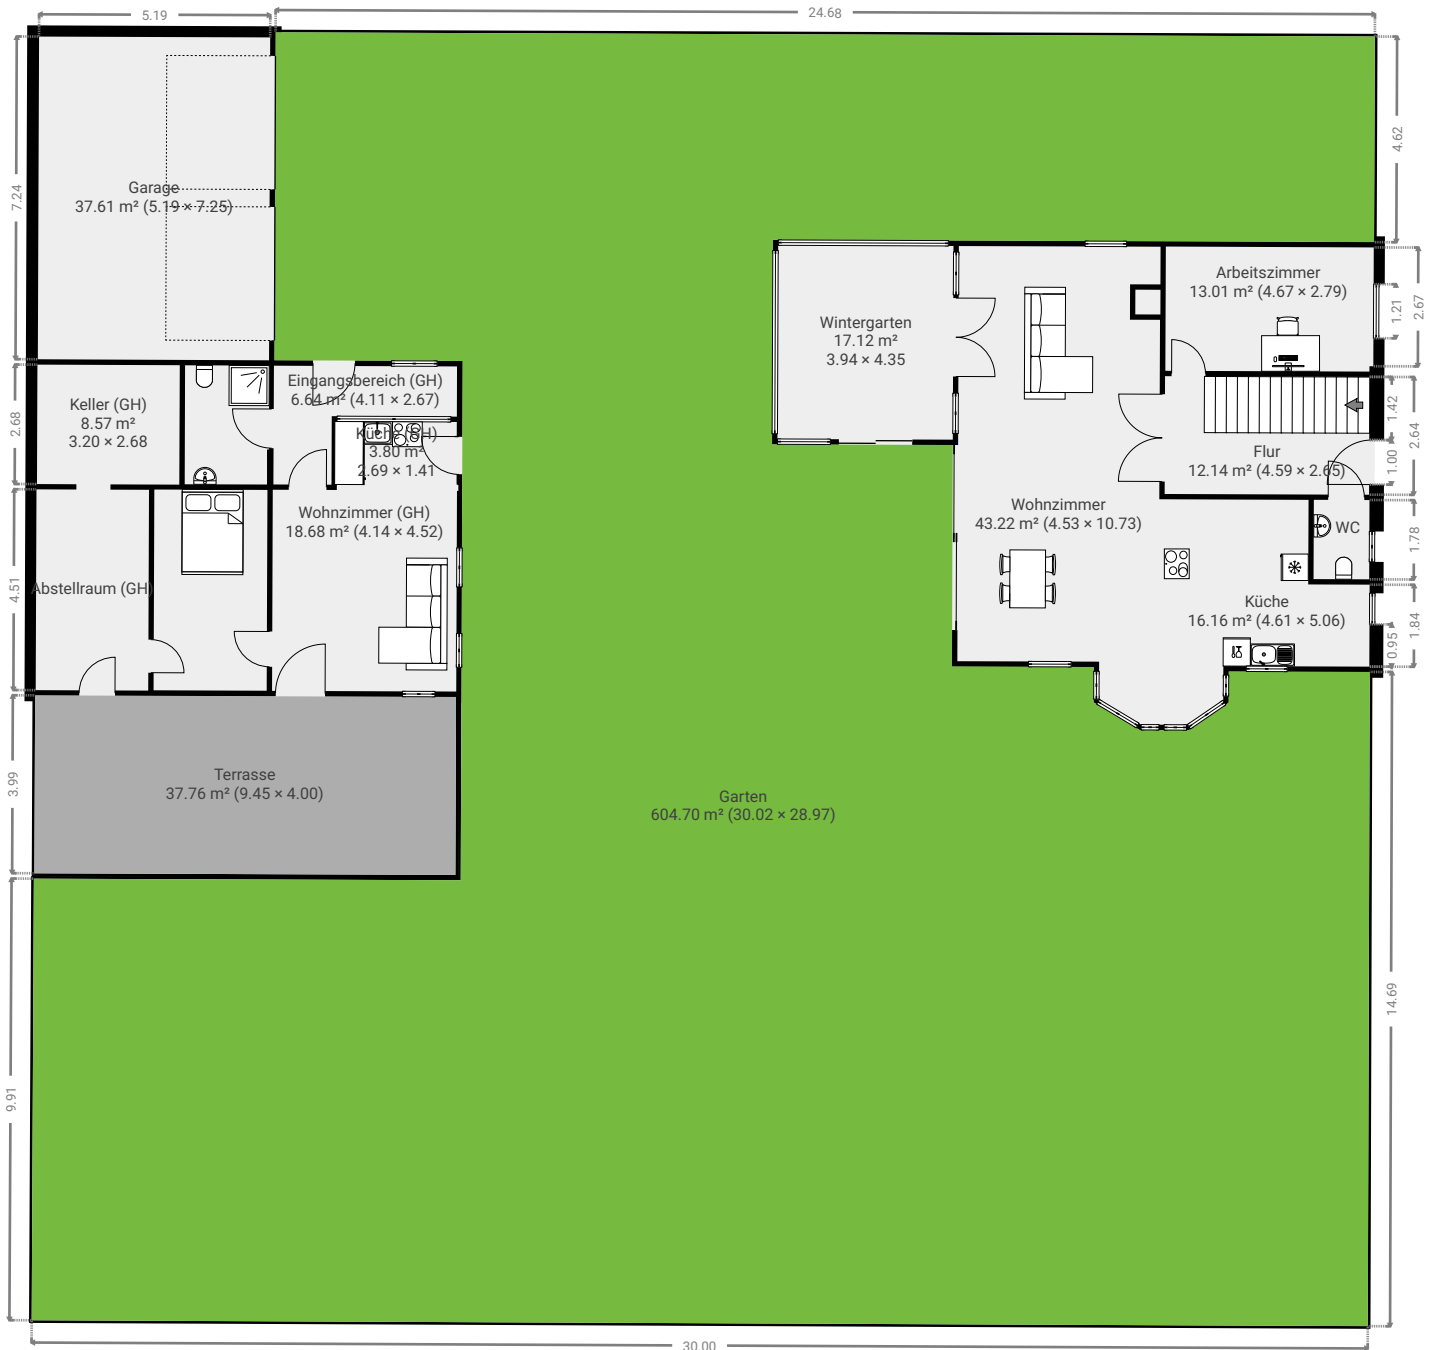 5.19
24.68
7.24
4.62
Garage
37.61 m² (5.19 × 7.25)
Arbeitszimmer
13.01 m² (4.67 × 2.79)
1.21
2.67
Wintergarten
17.12 m²
3.94 × 4.35
Eingangsbereich (GH)
6.64 m² (4.11 × 2.67)
Keller (GH)
8.57 m²
3.20 × 2.68
2.68
Küche (GH)
3.80 m²
2.69 × 1.41
1.42
2.64
1.00
Flur
12.14 m² (4.59 × 2.65)
Wohnzimmer (GH)
18.68 m² (4.14 × 4.52)
Wohnzimmer
43.22 m² (4.53 × 10.73)
WC
1.78
4.51
Abstellraum (GH)
Küche
16.16 m² (4.61 × 5.06)
1.84
0.95
Terrasse
37.76 m² (9.45 × 4.00)
3.99
Garten
604.70 m² (30.02 × 28.97)
14.69
9.91
30.00